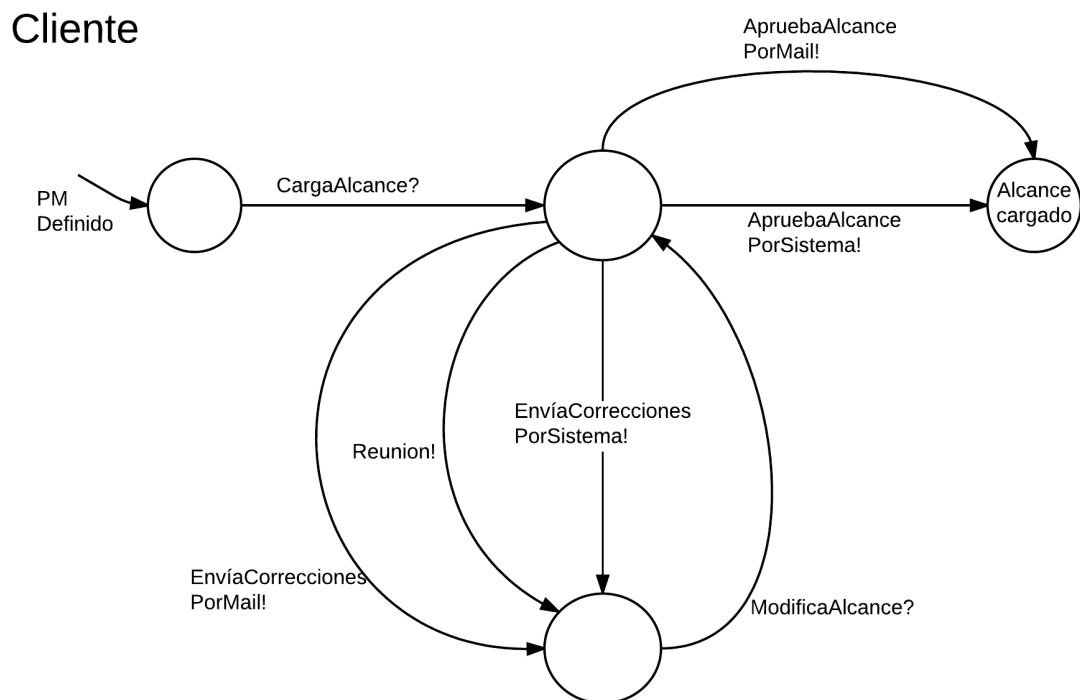 Cliente
ApruebaAlcance
PorMail!
PM
Definido
CargaAlcance?
Alcance
cargado
ApruebaAlcance
PorSistema!
EnvíaCorrecciones
PorSistema!
Reunion!
EnvíaCorrecciones
PorMail!
ModificaAlcance?